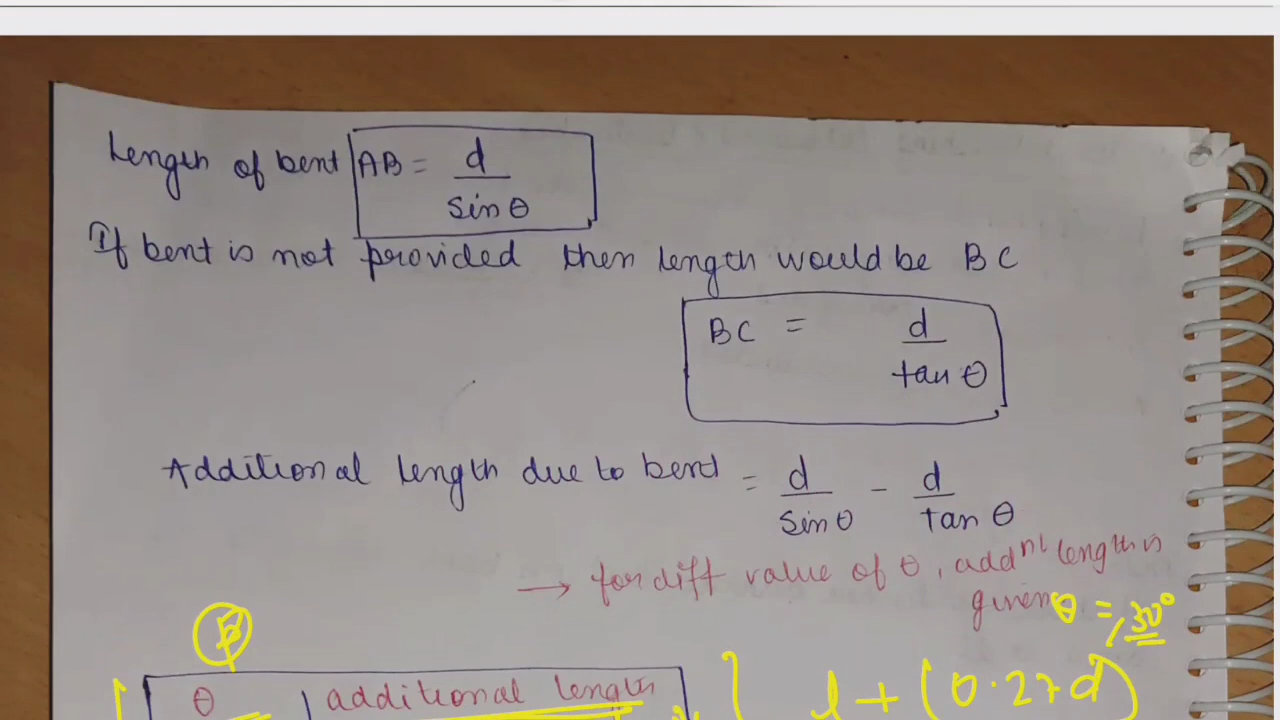 Length of bent AB = d / sin θ
If bent is not provided then length would be BC
BC = d / tan θ
Additional length due to bend = d / sin θ - d / tan θ
→ for diff value of θ, addnl length is
given
θ = 30°
θ | additional length
l + (0.27d)